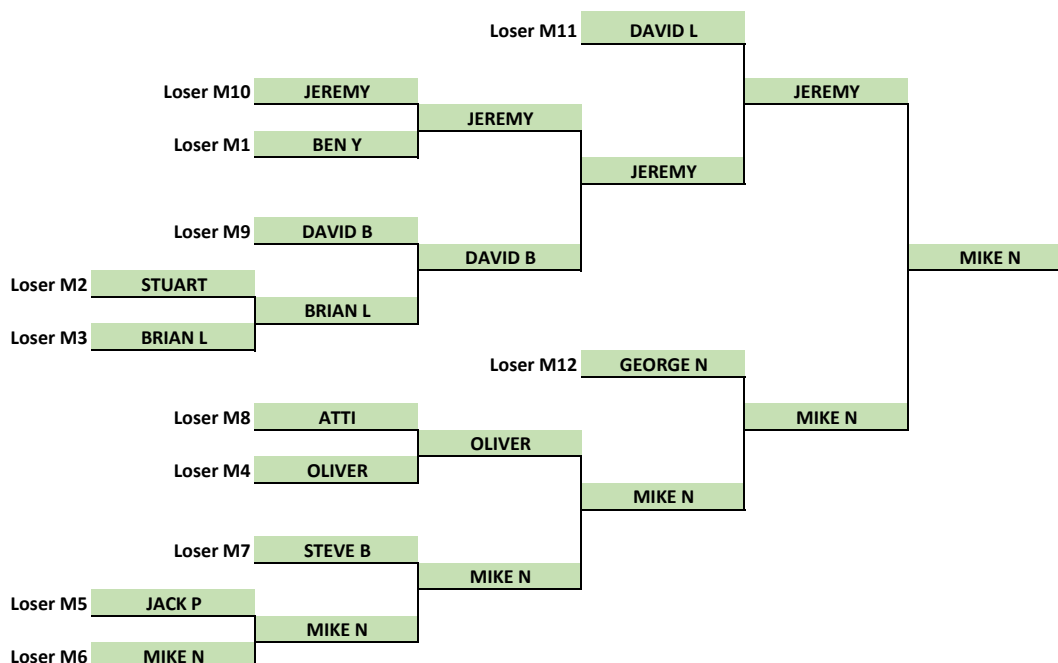 Loser M11 DAVID L
Loser M10 JEREMY JEREMY
JEREMY
Loser M1 BEN Y
JEREMY
Loser M9 DAVID B
DAVID B MIKE N
Loser M2 STUART
BRIAN L
Loser M3 BRIAN L
Loser M12 GEORGE N
Loser M8 ATTI MIKE N
OLIVER
Loser M4 OLIVER
MIKE N
Loser M7 STEVE B
MIKE N
Loser M5 JACK P
MIKE N
Loser M6 MIKE N